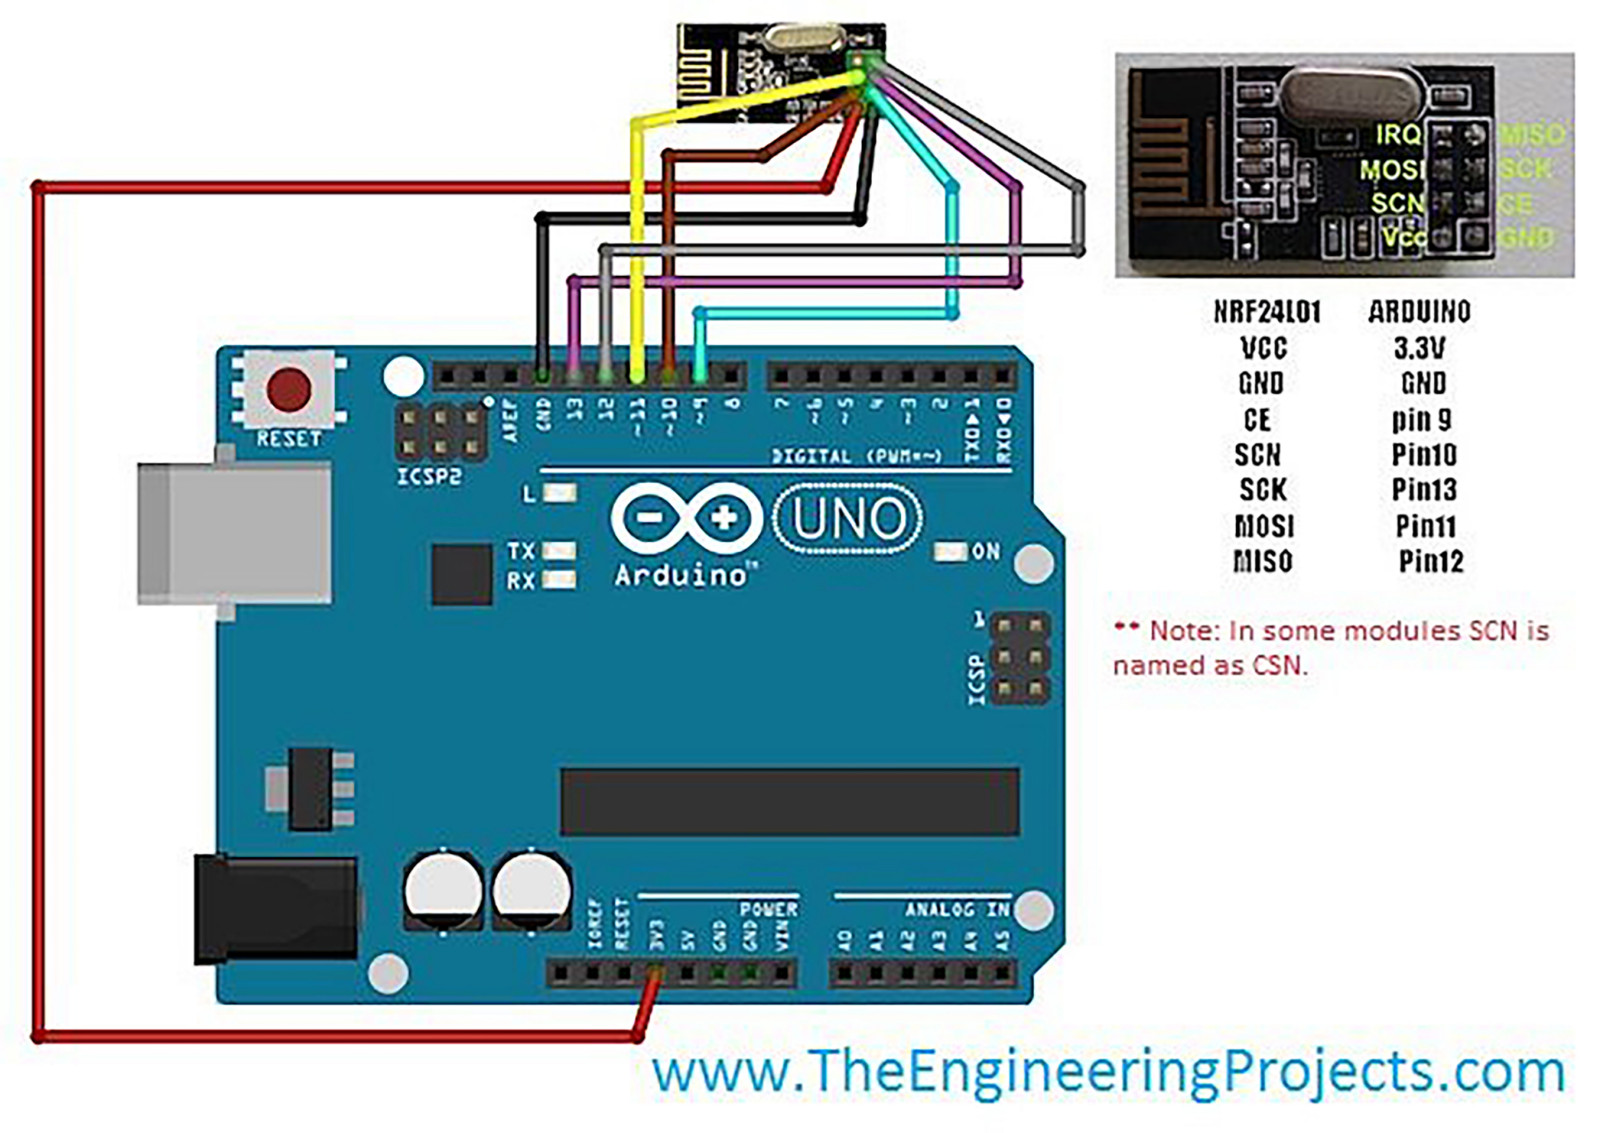 IRQ MISO
MOSI SCK
SCN CE
Vcc GND
NRF24L01 ARDUINO
VCC 3.3V
GND GND
CE pin 9
SCN Pin10
SCK Pin13
MOSI Pin11
MISO Pin12
** Note: In some modules SCN is
named as CSN.
RESET
ICSP2
AREF
GND
13
12
~11
~10
~9
8
7
~6
~5
4
~3
2
TX0▶1
RX0◀0
DIGITAL (PWM=~)
L
TX
RX
UNO
Arduino™
ON
1
ICSP
IOREF
RESET
3V3
5V
GND
GND
VIN
POWER
ANALOG IN
A0
A1
A2
A3
A4
A5
www.TheEngineeringProjects.com